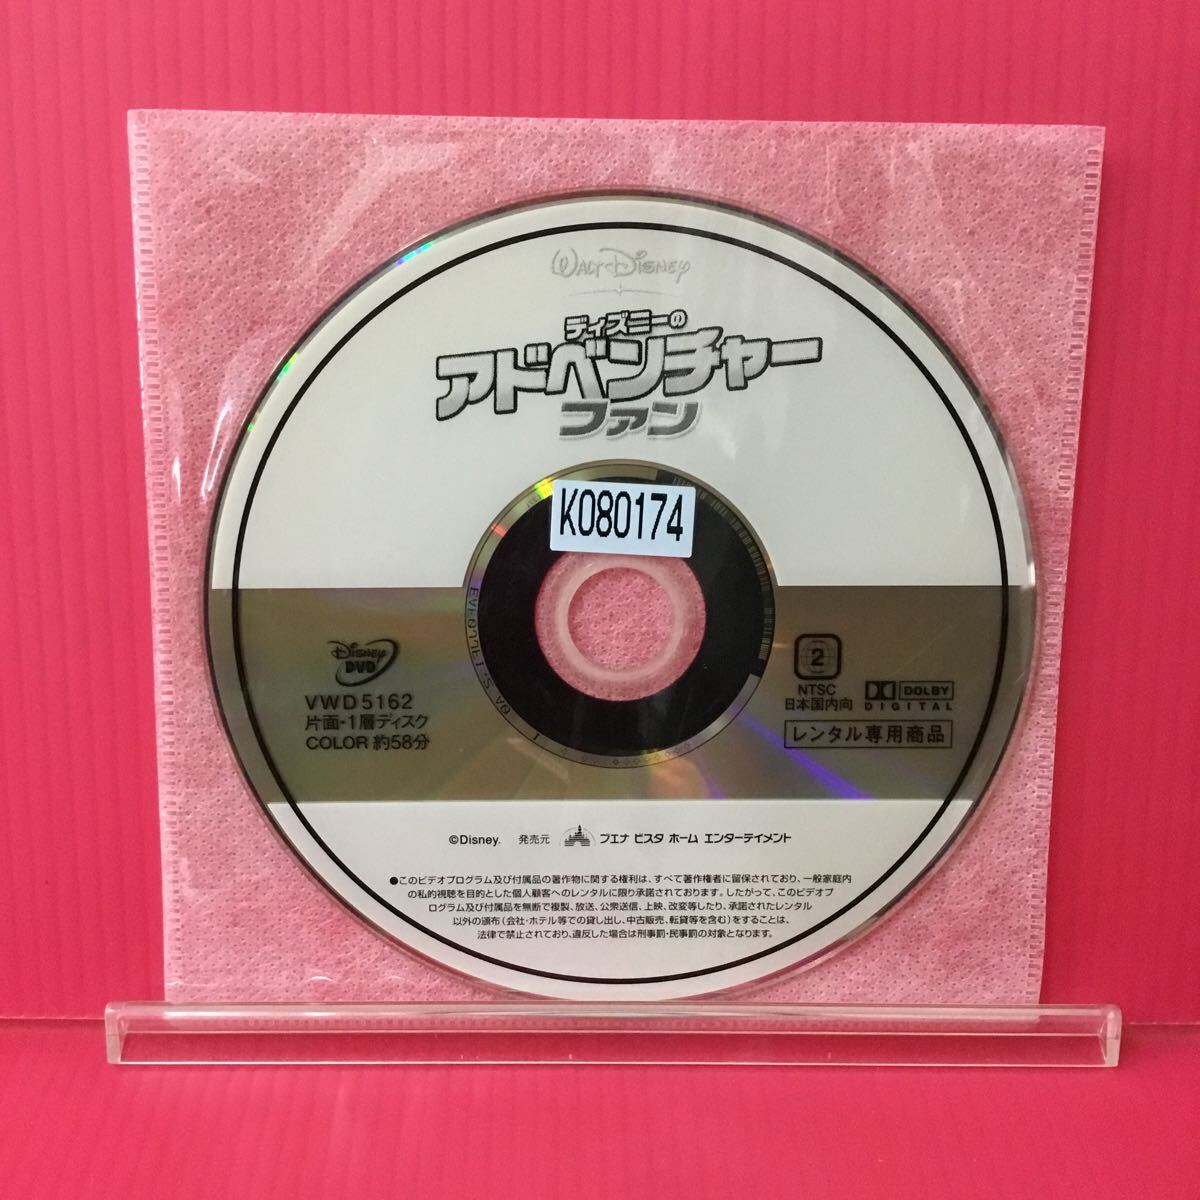 WALT DISNEY
ディズニーの
アドベンチャー
ファン
K080174
DISNEY
DVD
VWD5162
片面・1層ディスク
COLOR 約58分
2
NTSC
日本国内向
DOLBY
DIGITAL
レンタル専用商品
©Disney. 発売元 ブエナ ビスタ ホーム エンターテイメント
●このビデオプログラム及び付属品の著作物に関する権利は、すべて著作権者に留保されており、一般家庭内
の私的視聴を目的とした個人顧客へのレンタルに限り承諾されております。したがって、このビデオプ
ログラム及び付属品を無断で複製、放送、公衆送信、上映、改変等したり、承諾されたレンタル
以外の頒布（会社・ホテル等での貸し出し、中古販売、転貸等を含む）をすることは、
法律で禁止されており、違反した場合は刑事罰・民事罰の対象となります。